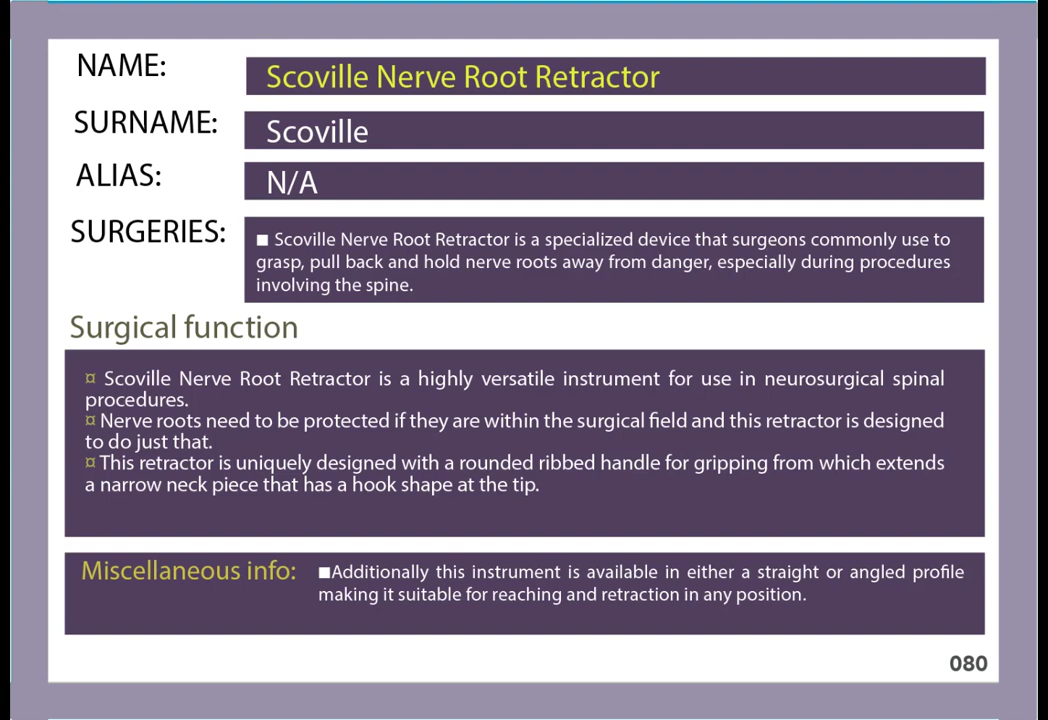 NAME:
Scoville Nerve Root Retractor
SURNAME:
Scoville
ALIAS:
N/A
SURGERIES:
■ Scoville Nerve Root Retractor is a specialized device that surgeons commonly use to
grasp, pull back and hold nerve roots away from danger, especially during procedures
involving the spine.
Surgical function
¤ Scoville Nerve Root Retractor is a highly versatile instrument for use in neurosurgical spinal
procedures.
¤ Nerve roots need to be protected if they are within the surgical field and this retractor is designed
to do just that.
¤ This retractor is uniquely designed with a rounded ribbed handle for gripping from which extends
a narrow neck piece that has a hook shape at the tip.
Miscellaneous info:
■Additionally this instrument is available in either a straight or angled profile
making it suitable for reaching and retraction in any position.
080